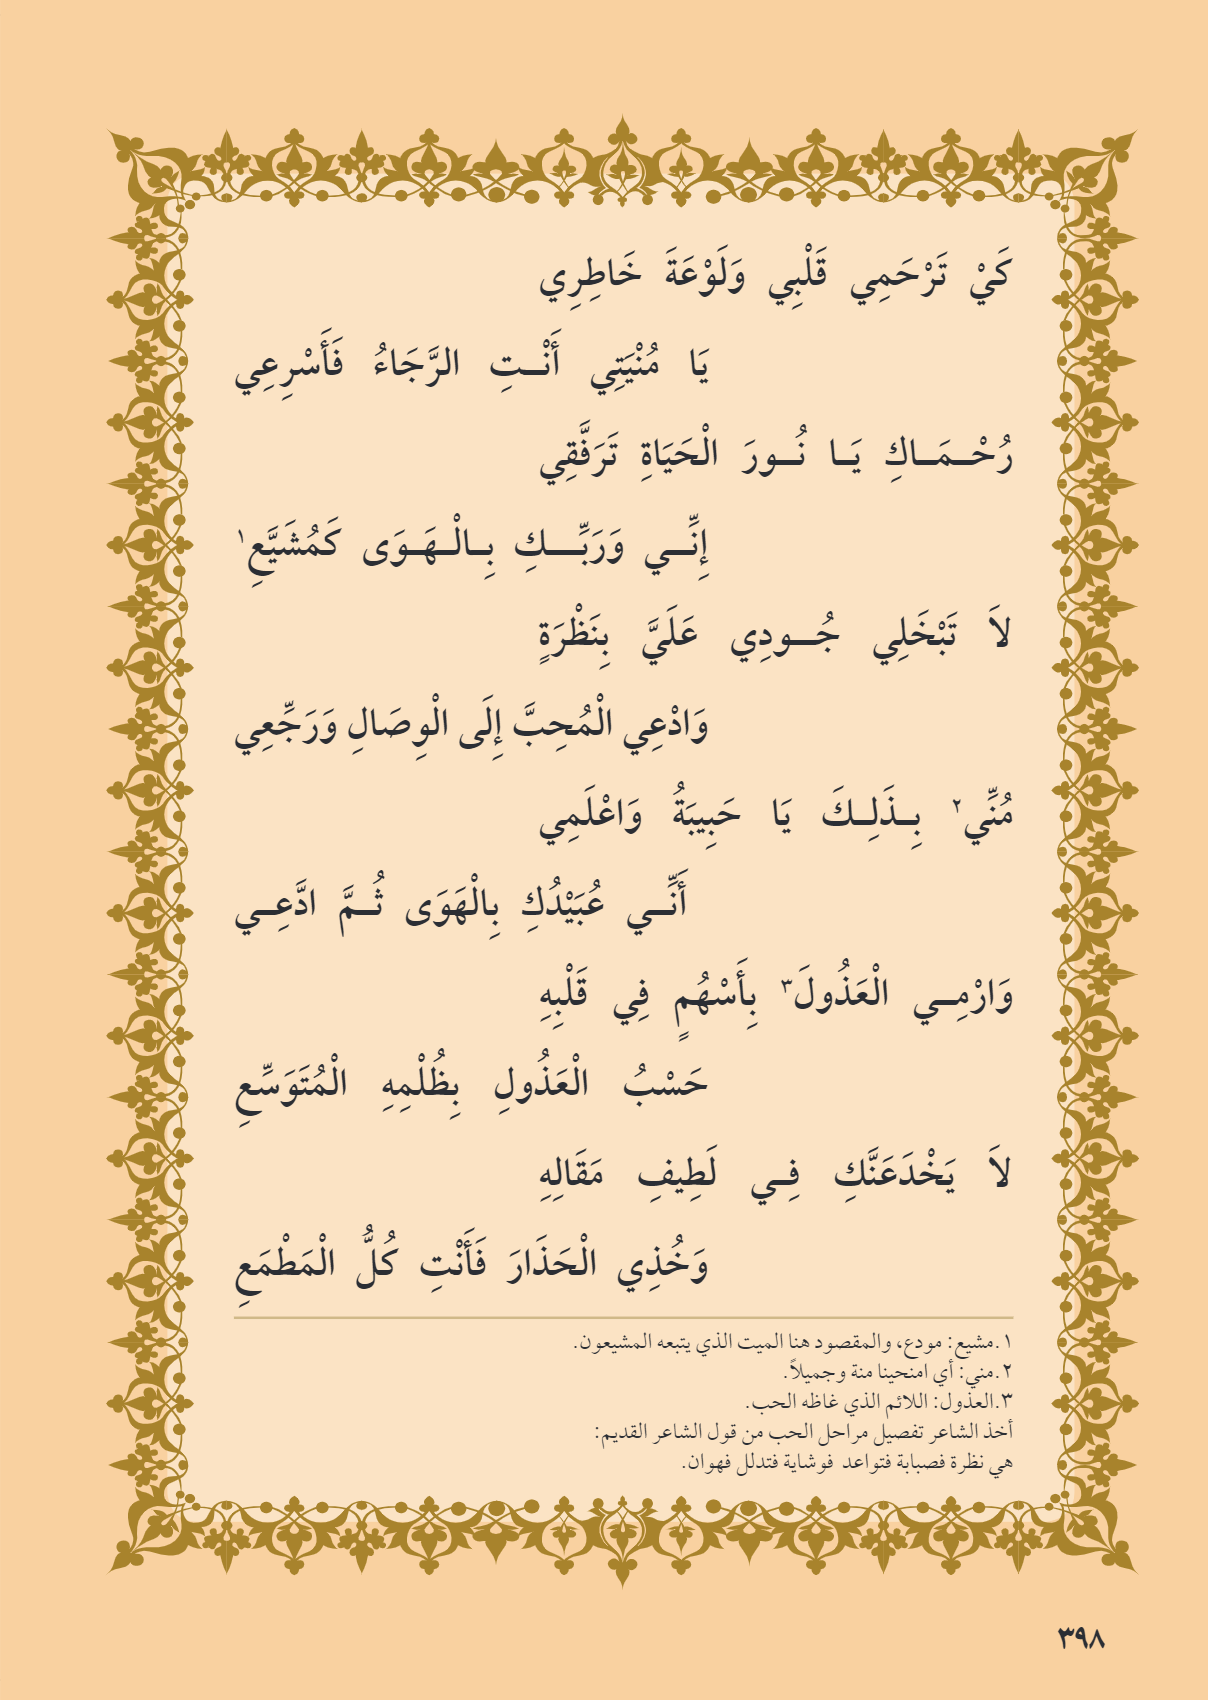 كَيْ تَرْحَمِي قَلْبِي وَلَوْعَةَ خَاطِرِي
يَا مُنْيَتِي أَنْتِ الرَّجَاءُ فَأَسْرِعِي
رُحْمَاكِ يَا نُورَ الْحَيَاةِ تَرَفَّقِي
إِنِّي وَرَبِّكِ بِالْهَوَى كَمُشَيَّعِ١
لاَ تَبْخَلِي جُودِي عَلَيَّ بِنَظْرَةٍ
وَادْعِي الْمُحِبَّ إِلَى الْوِصَالِ وَرَجِّعِي
مُنِّي٢ بِذَلِكَ يَا حَبِيبَةُ وَاعْلَمِي
أَنِّي عُبَيْدُكِ بِالْهَوَى ثُمَّ ادَّعِي
وَارْمِي الْعَذُولَ٣ بِأَسْهُمٍ فِي قَلْبِهِ
حَسْبُ الْعَذُولِ بِظُلْمِهِ الْمُتَوَسِّعِ
لاَ يَخْدَعَنَّكِ فِي لَطِيفِ مَقَالِهِ
وَخُذِي الْحَذَارَ فَأَنْتِ كُلُّ الْمَطْمَعِ
١.مشيع: مودع، والمقصود هنا الميت الذي يتبعه المشيعون.
٢.مني: أي امنحينا منة وجميلاً.
٣.العذول: اللائم الذي غاظه الحب.
أخذ الشاعر تفصيل مراحل الحب من قول الشاعر القديم:
هي نظرة فصبابة فتواعد فوشاية فتدلل فهوان.
٣٩٨